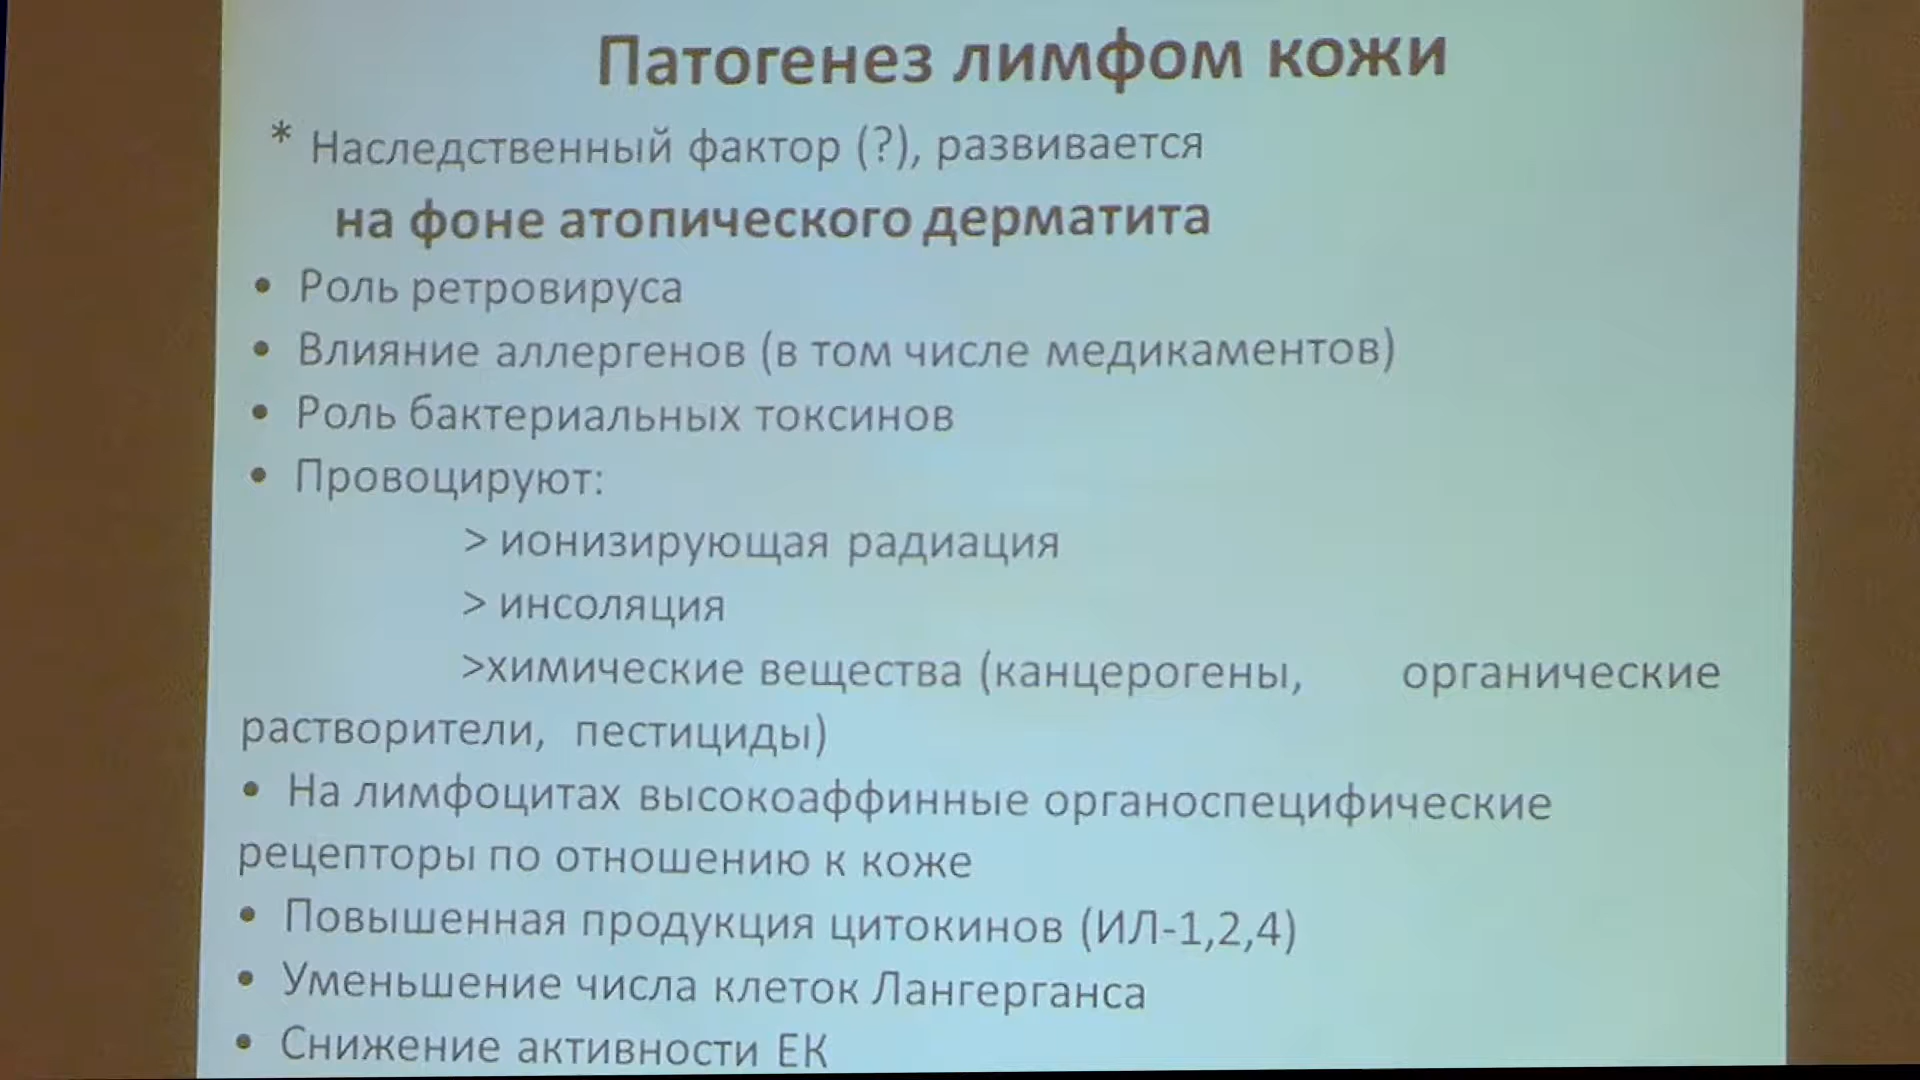 Патогенез лимфом кожи
* Наследственный фактор (?), развивается
на фоне атопического дерматита
• Роль ретровируса
• Влияние аллергенов (в том числе медикаментов)
• Роль бактериальных токсинов
• Провоцируют:
> ионизирующая радиация
> инсоляция
>химические вещества (канцерогены, органические
растворители, пестициды)
• На лимфоцитах высокоаффинные органоспецифические
рецепторы по отношению к коже
• Повышенная продукция цитокинов (ИЛ-1,2,4)
• Уменьшение числа клеток Лангерганса
• Снижение активности ЕК